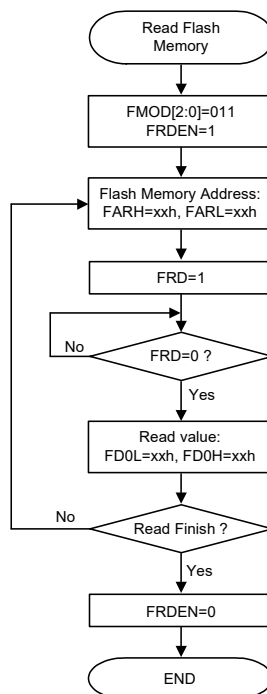 Read Flash
Memory
FMOD[2:0]=011
FRDEN=1
Flash Memory Address:
FARH=xxh, FARL=xxh
FRD=1
No
FRD=0 ?
Yes
Read value:
FD0L=xxh, FD0H=xxh
No
Read Finish ?
Yes
FRDEN=0
END